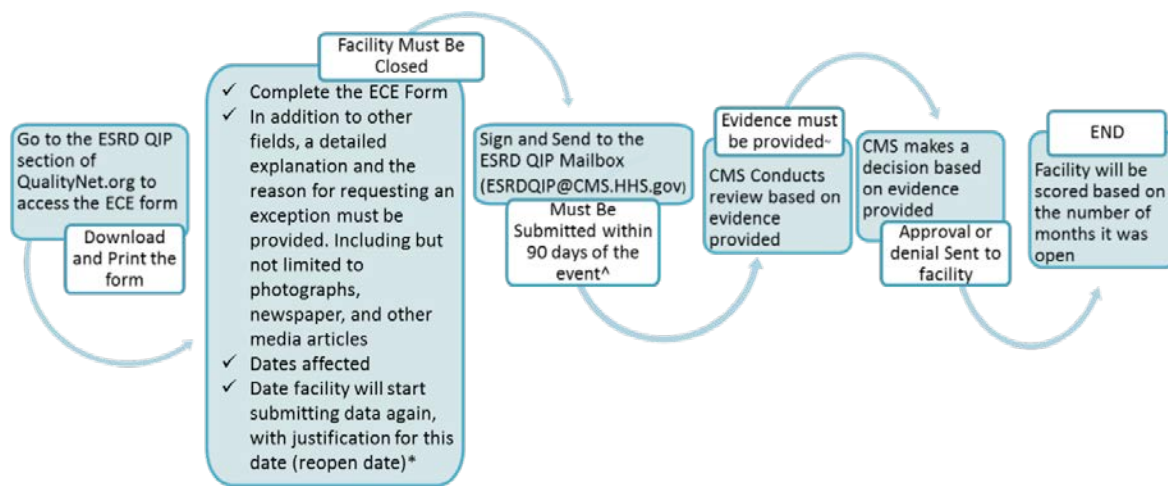 Go to the ESRD QIP
section of
QualityNet.org to
access the ECE form
Download
and Print the
form
Facility Must Be
Closed
✓ Complete the ECE Form
✓ In addition to other
fields, a detailed
explanation and the
reason for requesting an
exception must be
provided. Including but
not limited to
photographs,
newspaper, and other
media articles
✓ Dates affected
✓ Date facility will start
submitting data again,
with justification for this
date (reopen date)*
Sign and Send to the
ESRD QIP Mailbox
(ESRDQIP@CMS.HHS.gov)
Must Be
Submitted within
90 days of the
event^
Evidence must
be provided~
CMS Conducts
review based on
evidence
provided
CMS makes a
decision based
on evidence
provided
Approval or
denial Sent to
facility
END
Facility will be
scored based on
the number of
months it was
open